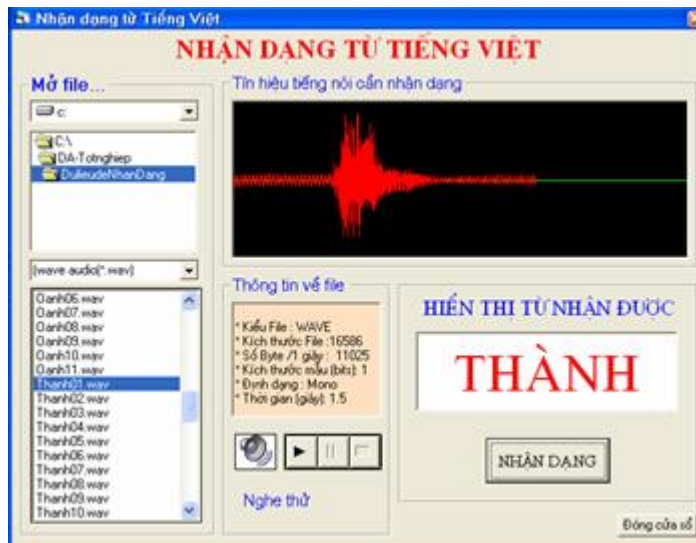 Nhận dạng từ Tiếng Việt
NHẬN DẠNG TỪ TIẾNG VIỆT
Mở file...
c:
C:\
DA-Totnghiep
DulieudeNhanDang
(wave audio(*.wav)
Oanh06.wav
Oanh07.wav
Oanh08.wav
Oanh09.wav
Oanh10.wav
Oanh11.wav
Thanh01.wav
Thanh02.wav
Thanh03.wav
Thanh04.wav
Thanh05.wav
Thanh06.wav
Thanh07.wav
Thanh08.wav
Thanh09.wav
Thanh10.wav
Tín hiệu tiếng nói cần nhận dạng
Thông tin về file
* Kiểu File : WAVE
* Kích thước File :16586
* Số Byte /1 giây : 11025
* Kích thước mẫu (bits): 1
* Định dạng : Mono
* Thời gian (giây): 1.5
Nghe thử
HIỂN THI TỪ NHẬN ĐƯỢC
THÀNH
NHẬN DẠNG
Đóng cửa sổ